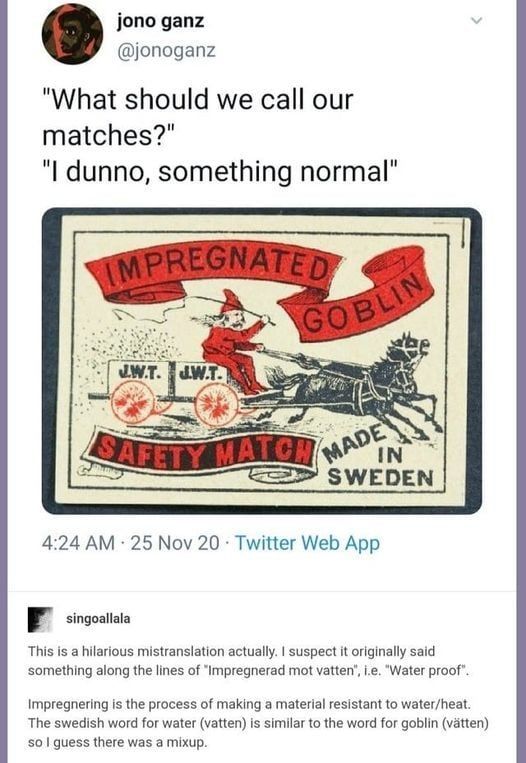 jono ganz
@jonoganz
"What should we call our
matches?"
"I dunno, something normal"
IMPREGNATED
GOBLIN
J.W.T. J.W.T.
SAFETY MATCH
MADE
IN
SWEDEN
4:24 AM · 25 Nov 20 · Twitter Web App
singoallala
This is a hilarious mistranslation actually. I suspect it originally said
something along the lines of "Impregnerad mot vatten", i.e. "Water proof".
Impregnering is the process of making a material resistant to water/heat.
The swedish word for water (vatten) is similar to the word for goblin (vätten)
so I guess there was a mixup.